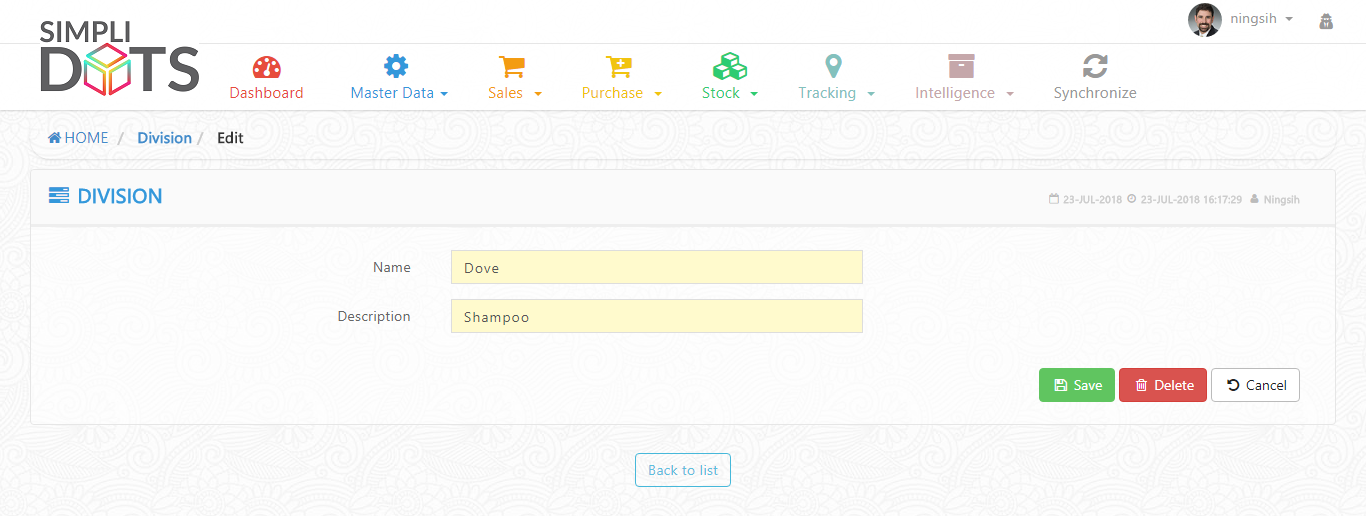 ningsih
SIMPLI
DOTS
Dashboard Master Data Sales Purchase Stock Tracking Intelligence Synchronize
HOME / Division / Edit
DIVISION
23-JUL-2018 23-JUL-2018 16:17:29 Ningsih
Name Dove
Description Shampoo
Save Delete Cancel
Back to list